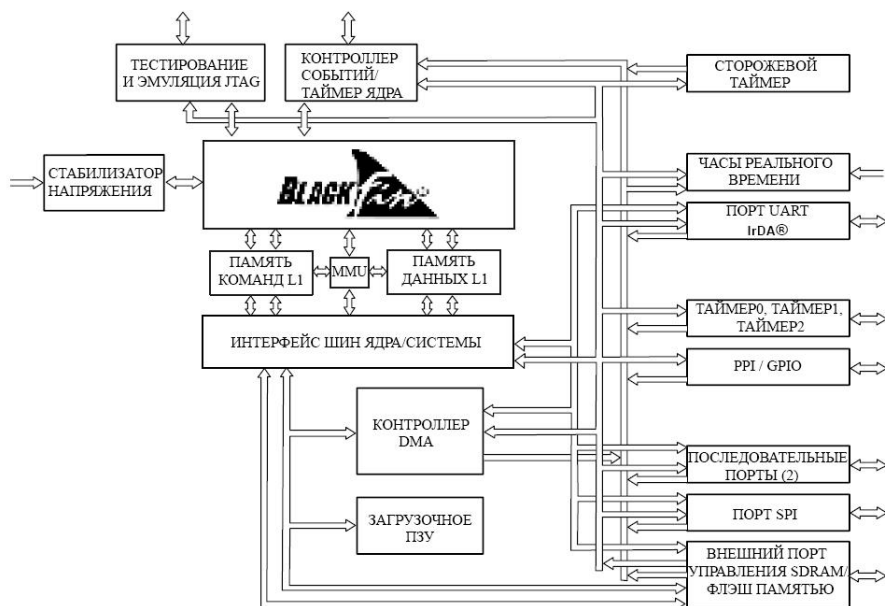 ТЕСТИРОВАНИЕ
И ЭМУЛЯЦИЯ JTAG
КОНТРОЛЛЕР
СОБЫТИЙ/
ТАЙМЕР ЯДРА
СТОРОЖЕВОЙ
ТАЙМЕР
СТАБИЛИЗАТОР
НАПРЯЖЕНИЯ
BLACKfin®
ЧАСЫ РЕАЛЬНОГО
ВРЕМЕНИ
ПОРТ UART
IrDA®
ПАМЯТЬ
КОМАНД L1
MMU
ПАМЯТЬ
ДАННЫХ L1
ИНТЕРФЕЙС ШИН ЯДРА/СИСТЕМЫ
ТАЙМЕР0, ТАЙМЕР1,
ТАЙМЕР2
PPI / GPIO
КОНТРОЛЛЕР
DMA
ПОСЛЕДОВАТЕЛЬНЫЕ
ПОРТЫ (2)
ЗАГРУЗОЧНОЕ
ПЗУ
ПОРТ SPI
ВНЕШНИЙ ПОРТ
УПРАВЛЕНИЯ SDRAM/
ФЛЭШ ПАМЯТЬЮ